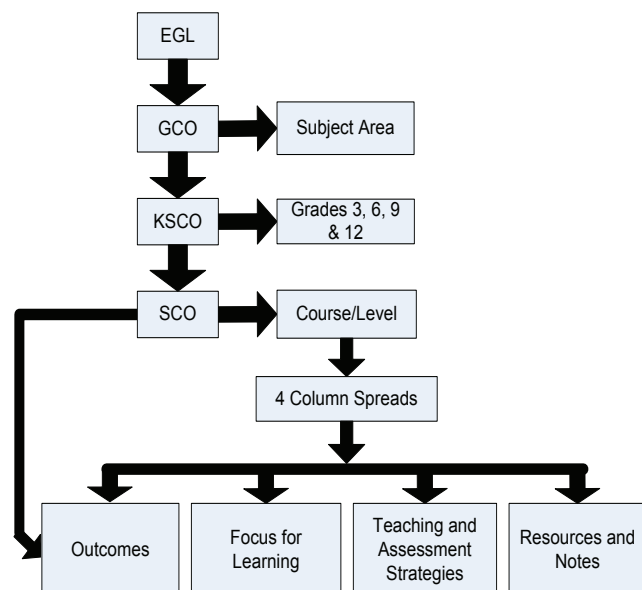 EGL
GCO
Subject Area
KSCO
Grades 3, 6, 9
& 12
SCO
Course/Level
4 Column Spreads
Outcomes
Focus for
Learning
Teaching and
Assessment
Strategies
Resources and
Notes